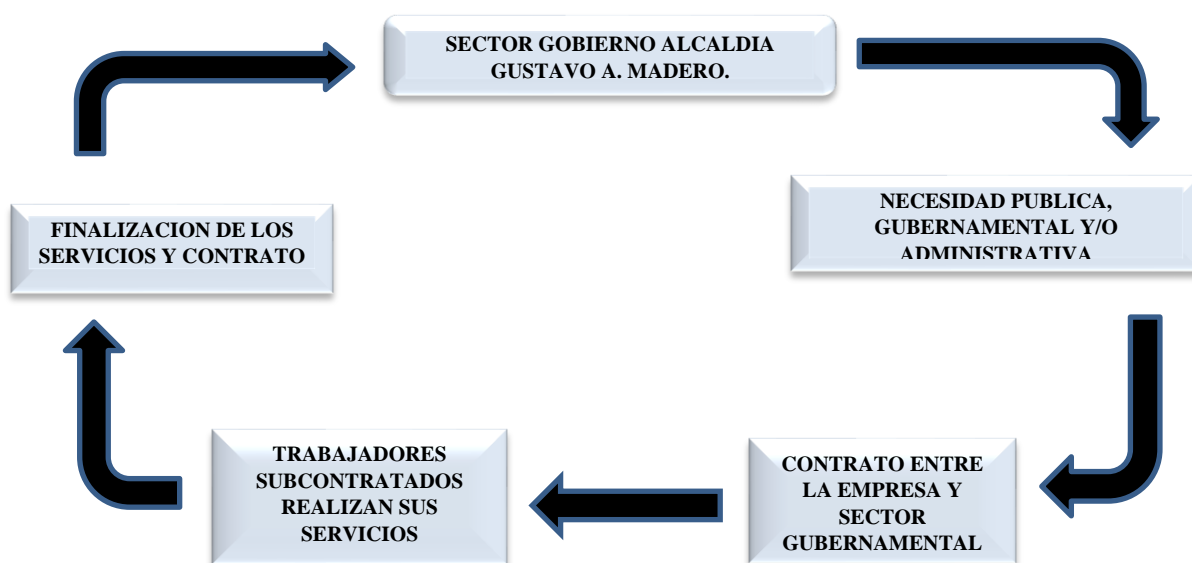 SECTOR GOBIERNO ALCALDIA
GUSTAVO A. MADERO.
NECESIDAD PUBLICA,
GUBERNAMENTAL Y/O
ADMINISTRATIVA
CONTRATO ENTRE
LA EMPRESA Y
SECTOR
GUBERNAMENTAL
TRABAJADORES
SUBCONTRATADOS
REALIZAN SUS
SERVICIOS
FINALIZACION DE LOS
SERVICIOS Y CONTRATO